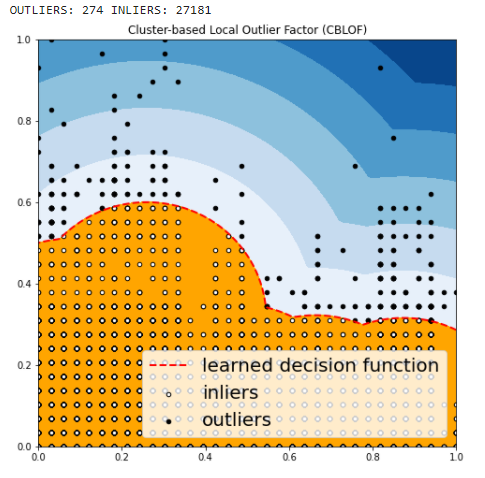 OUTLIERS: 274 INLIERS: 27181
Cluster-based Local Outlier Factor (CBLOF)
1.0
0.8
0.6
0.4
0.2
0.0
learned decision function
inliers
outliers
0.0 0.2 0.4 0.6 0.8 1.0